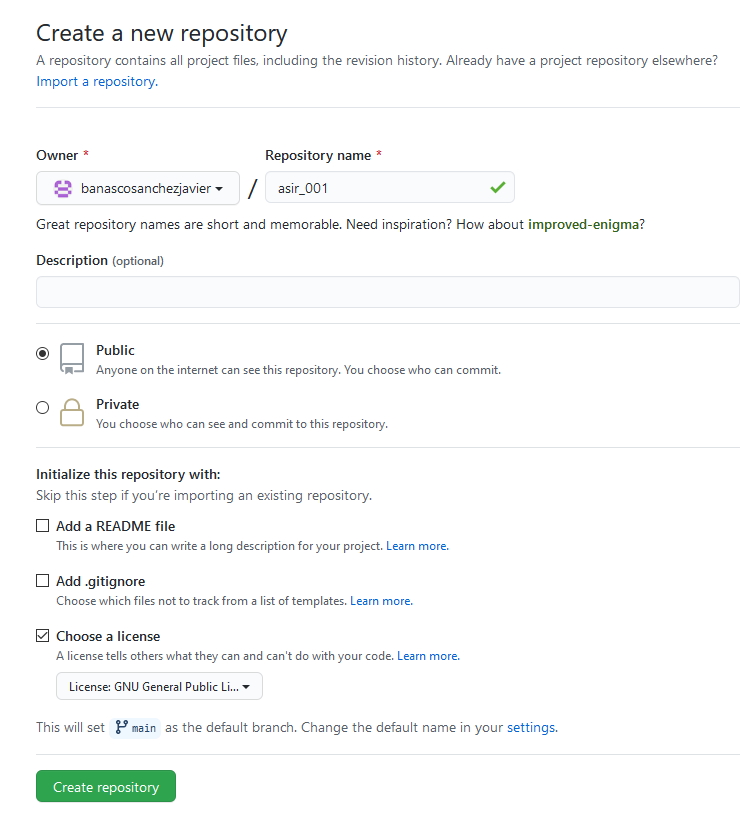 Create a new repository
A repository contains all project files, including the revision history. Already have a project repository elsewhere?
Import a repository.
Owner * Repository name *
banascosanchezjavier / asir_001
Great repository names are short and memorable. Need inspiration? How about improved-enigma?
Description (optional)
Public
Anyone on the internet can see this repository. You choose who can commit.
Private
You choose who can see and commit to this repository.
Initialize this repository with:
Skip this step if you're importing an existing repository.
Add a README file
This is where you can write a long description for your project. Learn more.
Add .gitignore
Choose which files not to track from a list of templates. Learn more.
Choose a license
A license tells others what they can and can't do with your code. Learn more.
License: GNU General Public Li...
This will set main as the default branch. Change the default name in your settings.
Create repository